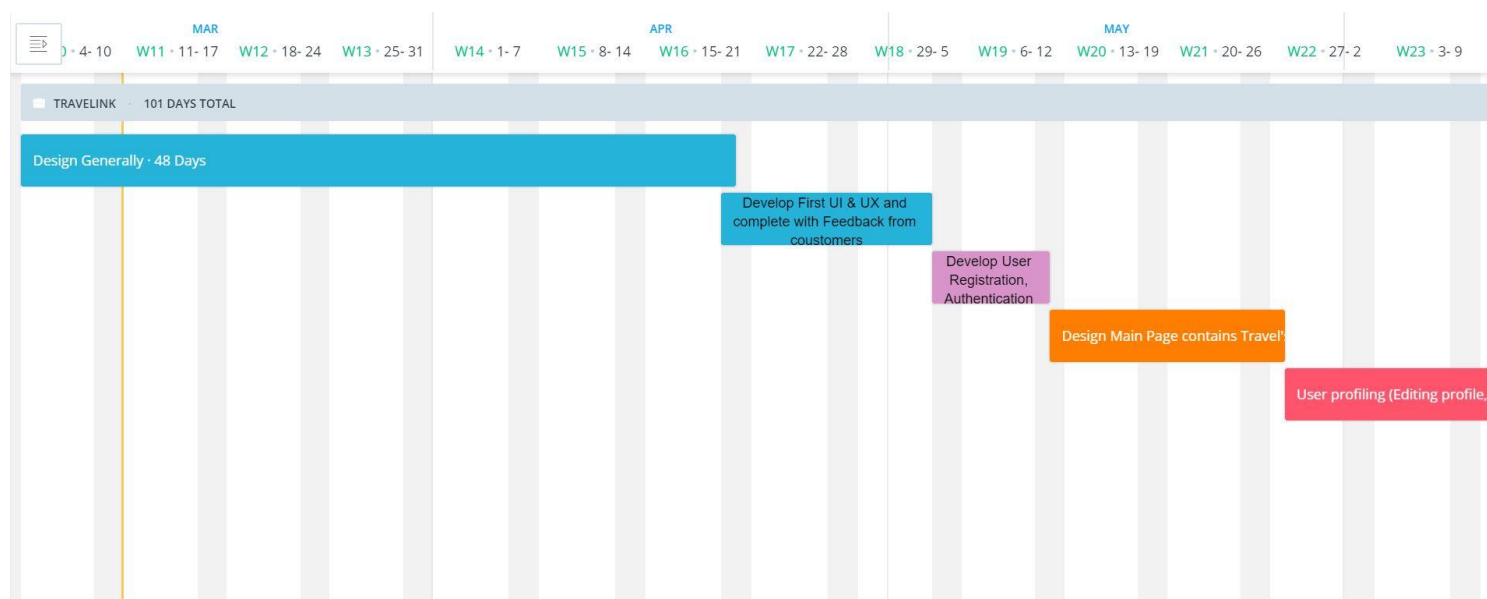 MAR APR MAY
0 • 4- 10 W11 • 11- 17 W12 • 18- 24 W13 • 25- 31 W14 • 1- 7 W15 • 8- 14 W16 • 15- 21 W17 • 22- 28 W18 • 29- 5 W19 • 6- 12 W20 • 13- 19 W21 • 20- 26 W22 • 27- 2 W23 • 3- 9
TRAVELINK · 101 DAYS TOTAL
Design Generally · 48 Days
Develop First UI & UX and
complete with Feedback from
coustomers
Develop User
Registration,
Authentication
Design Main Page contains Travel's
User profiling (Editing profile,